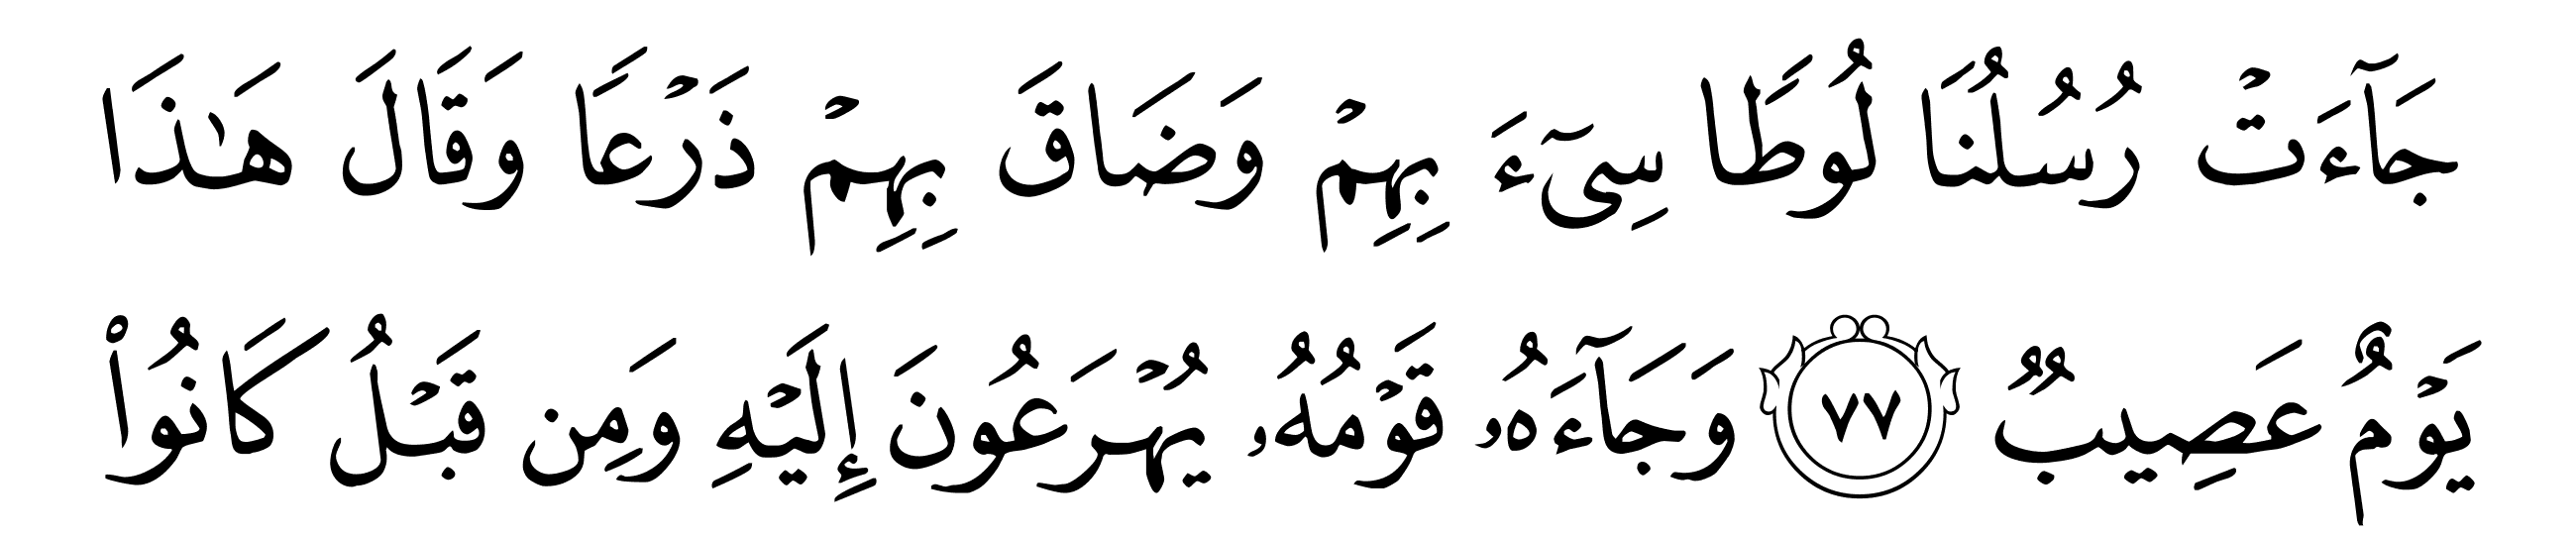 جَآءَتْ رُسُلُنَا لُوطًا سِىٓءَ بِهِمْ وَضَاقَ بِهِمْ ذَرْعًا وَقَالَ هَـٰذَا
يَوْمٌ عَصِيبٌ ٧٧ وَجَآءَهُۥ قَوْمُهُۥ يُهْرَعُونَ إِلَيْهِ وَمِن قَبْلُ كَانُوا۟